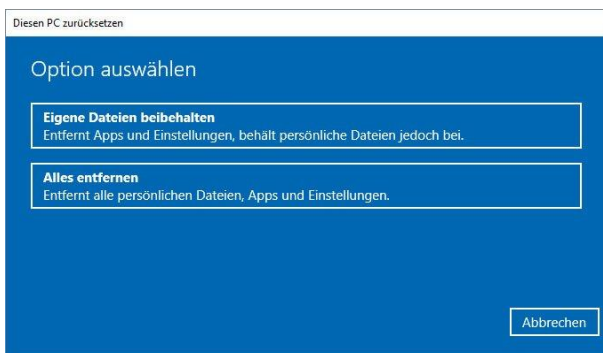 Diesen PC zurücksetzen
Option auswählen
Eigene Dateien beibehalten
Entfernt Apps und Einstellungen, behält persönliche Dateien jedoch bei.
Alles entfernen
Entfernt alle persönlichen Dateien, Apps und Einstellungen.
Abbrechen